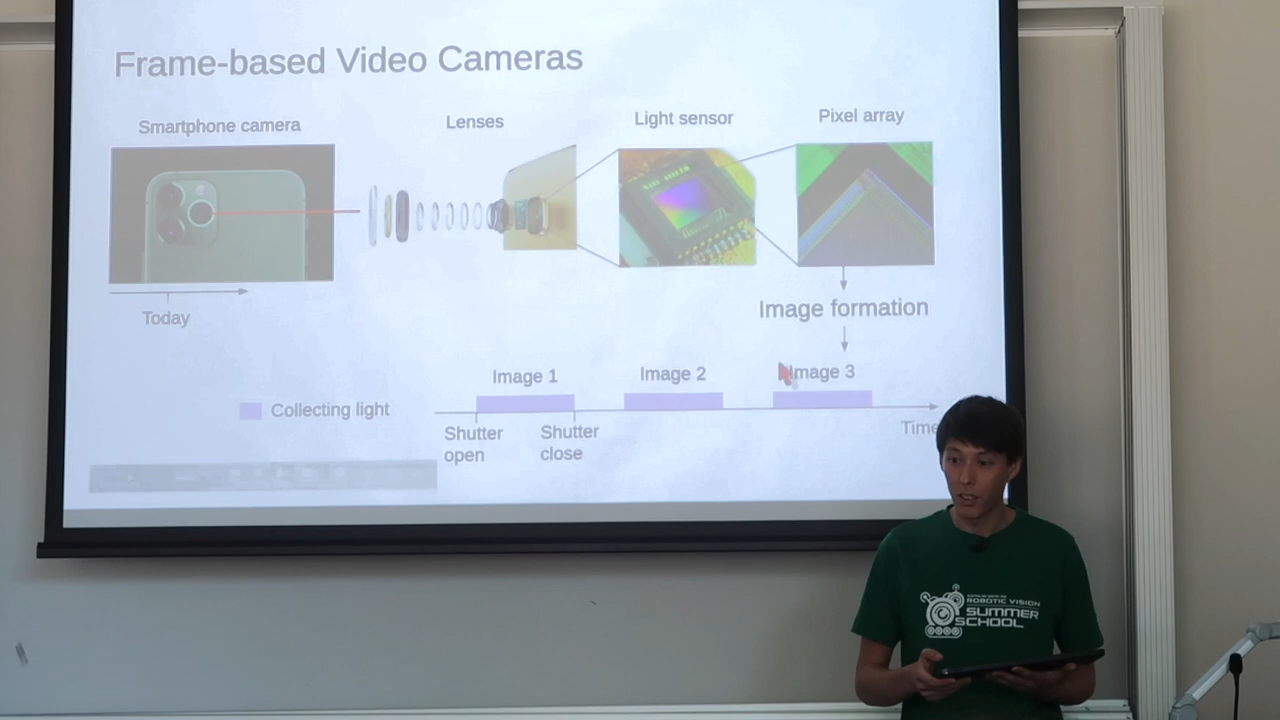 Frame-based Video Cameras
Smartphone camera
Lenses
Light sensor
Pixel array
Today
Image formation
Image 1
Image 2
Image 3
Collecting light
Shutter open
Shutter close
Time
ROBOTIC VISION
SUMMER
SCHOOL